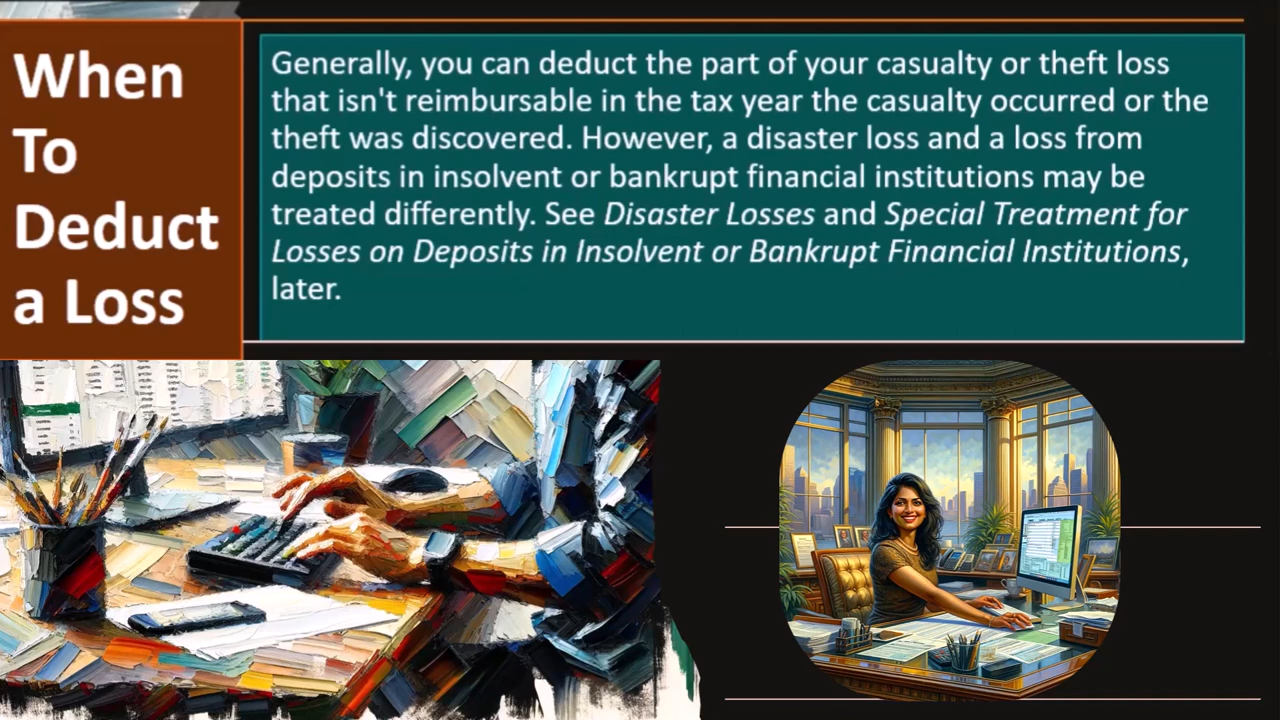 When
To
Deduct
a Loss
Generally, you can deduct the part of your casualty or theft loss
that isn't reimbursable in the tax year the casualty occurred or the
theft was discovered. However, a disaster loss and a loss from
deposits in insolvent or bankrupt financial institutions may be
treated differently. See Disaster Losses and Special Treatment for
Losses on Deposits in Insolvent or Bankrupt Financial Institutions,
later.